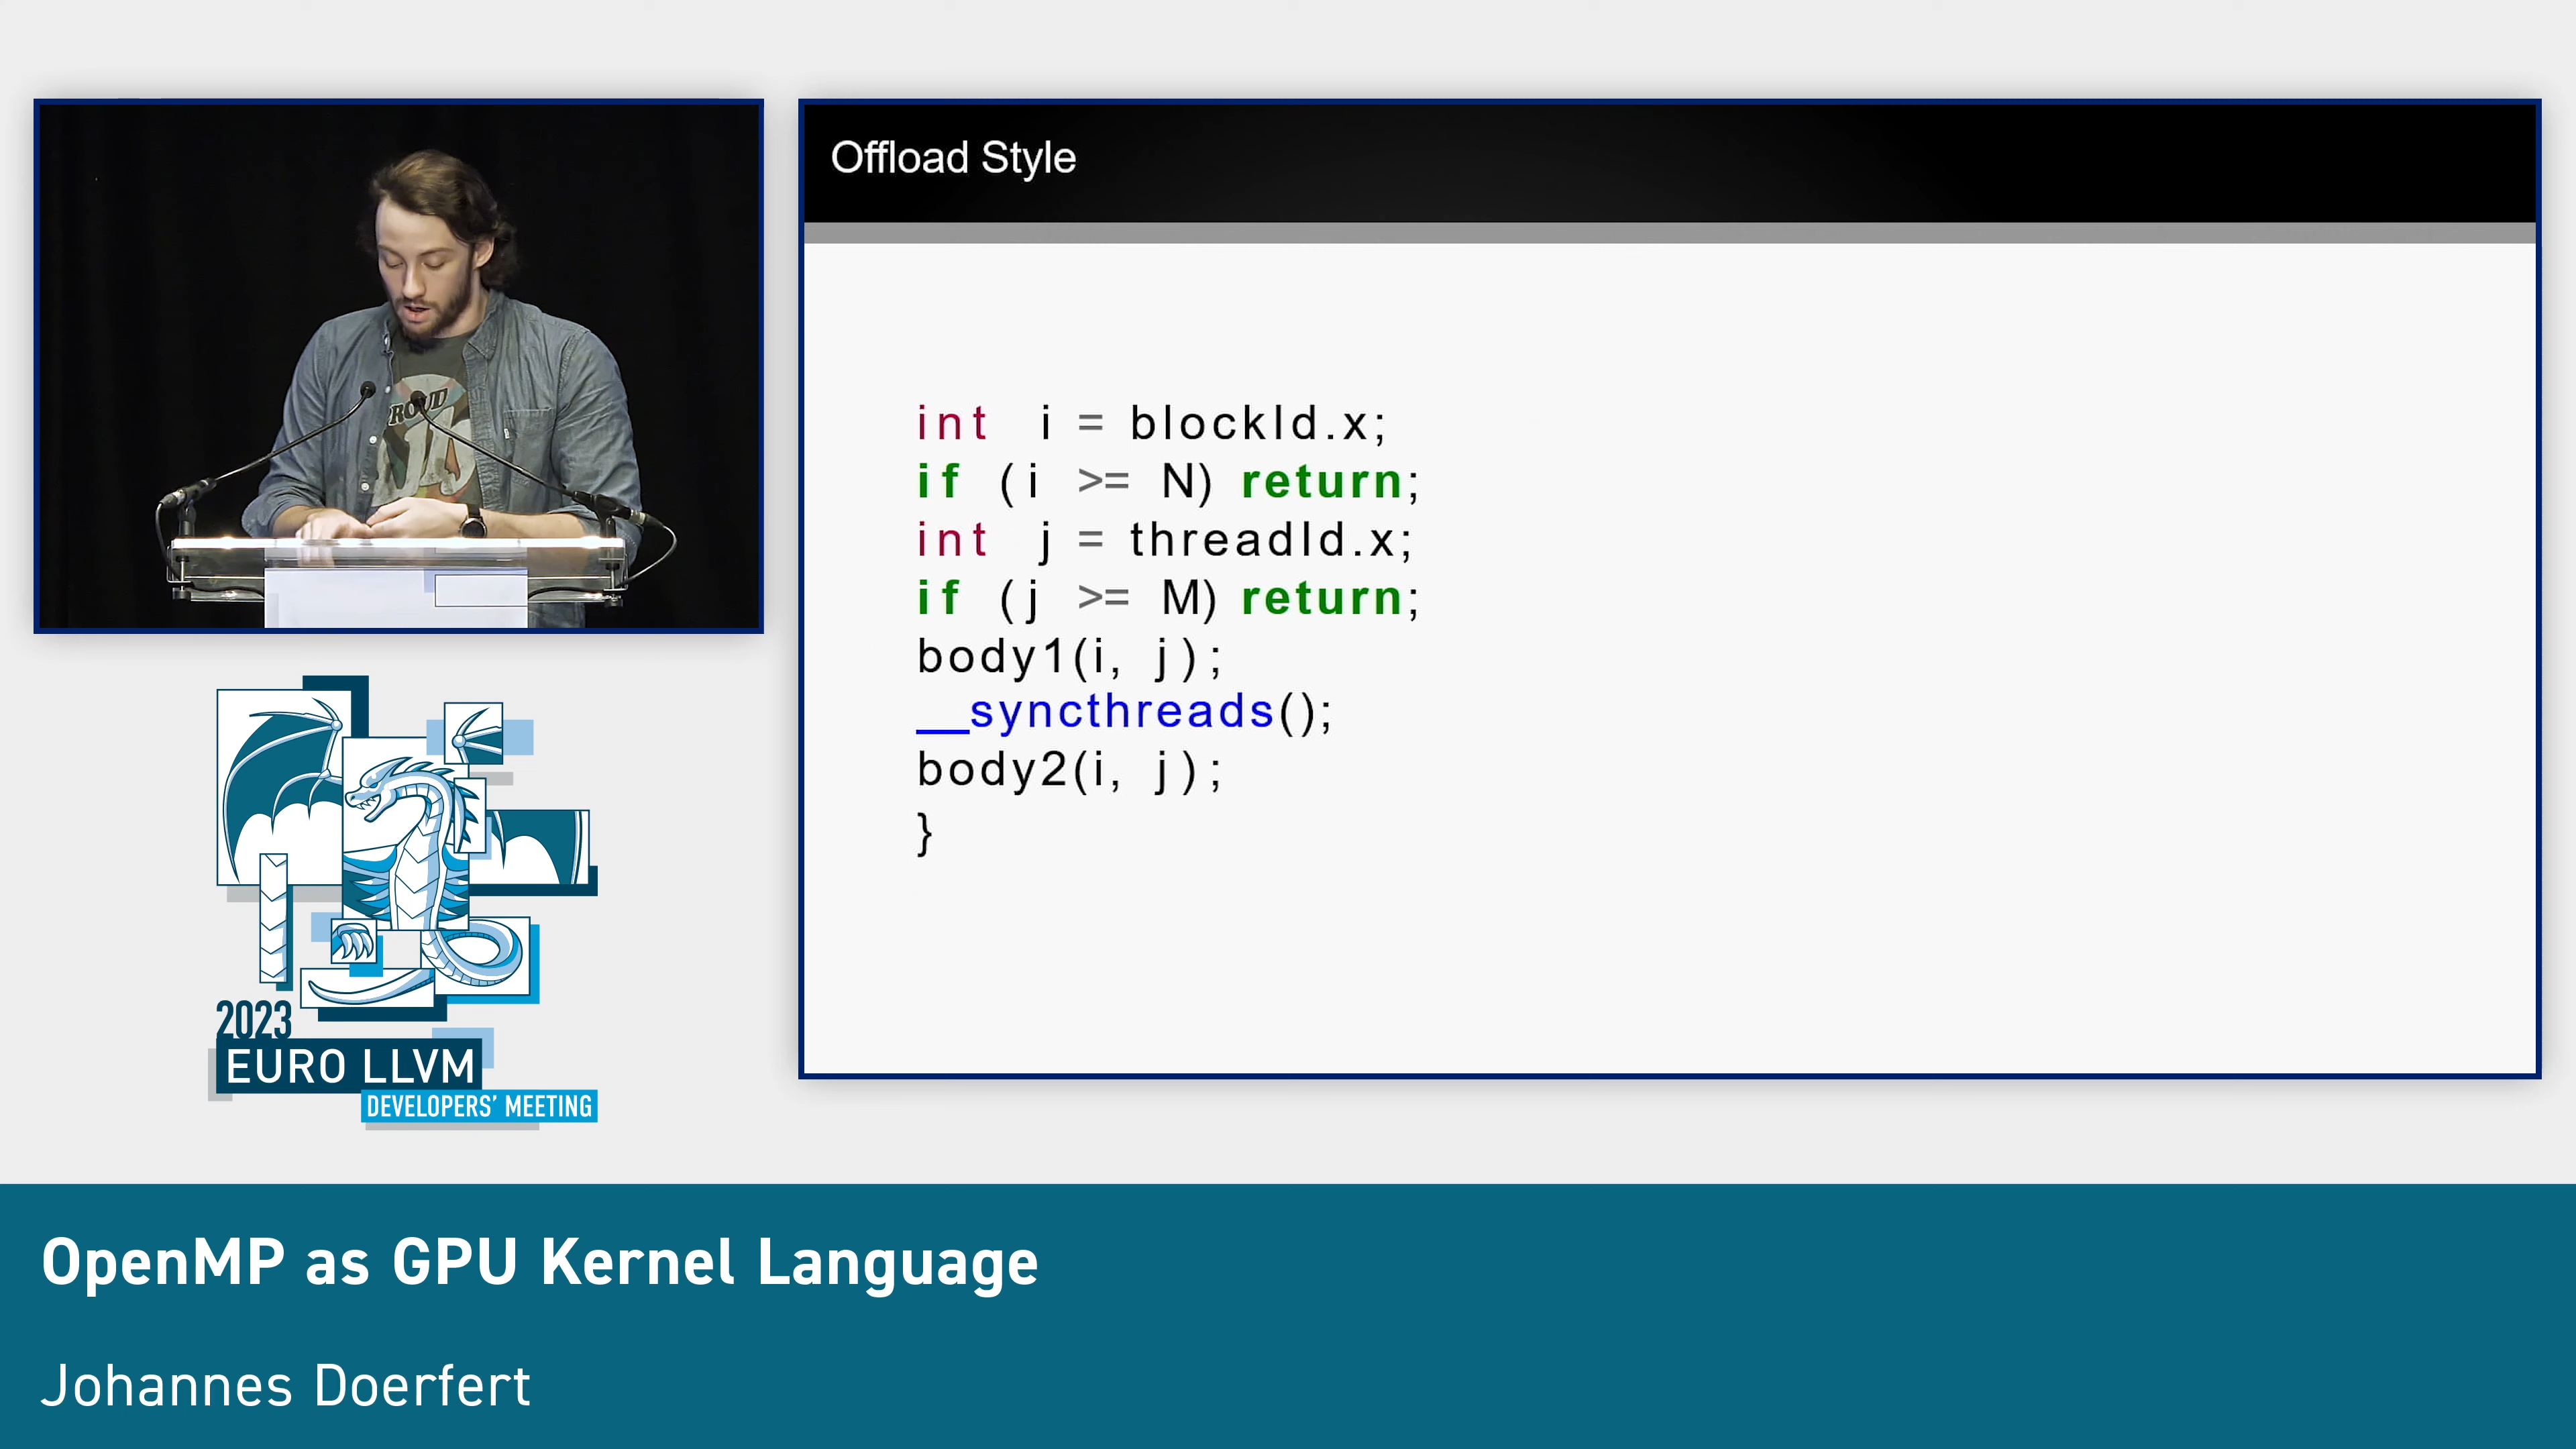 PROUD
Offload Style
int i = blockId.x;
if (i >= N) return;
int j = threadId.x;
if (j >= M) return;
body1(i, j);
__syncthreads();
body2(i, j);
}
2023
EURO LLVM
DEVELOPERS' MEETING
OpenMP as GPU Kernel Language
Johannes Doerfert